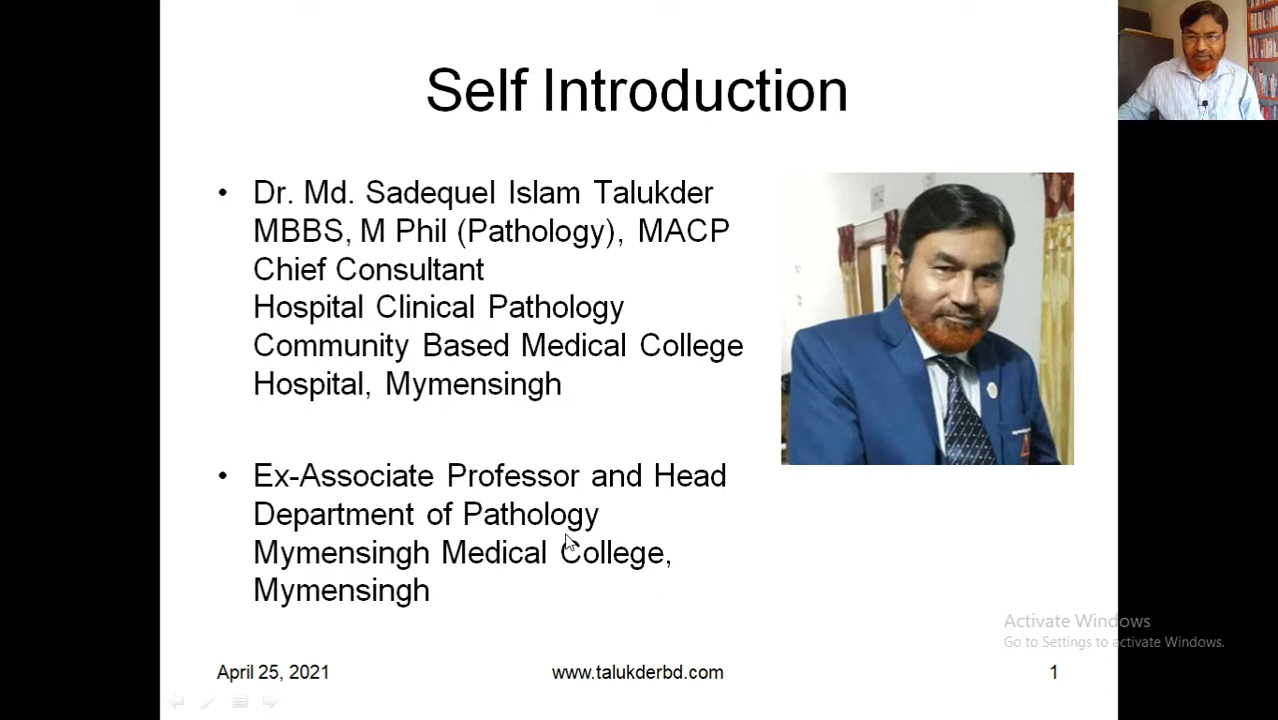 Self Introduction
• Dr. Md. Sadequel Islam Talukder
MBBS, M Phil (Pathology), MACP
Chief Consultant
Hospital Clinical Pathology
Community Based Medical College
Hospital, Mymensingh
• Ex-Associate Professor and Head
Department of Pathology
Mymensingh Medical College,
Mymensingh
Activate Windows
Go to Settings to activate Windows.
April 25, 2021
www.talukderbd.com
1